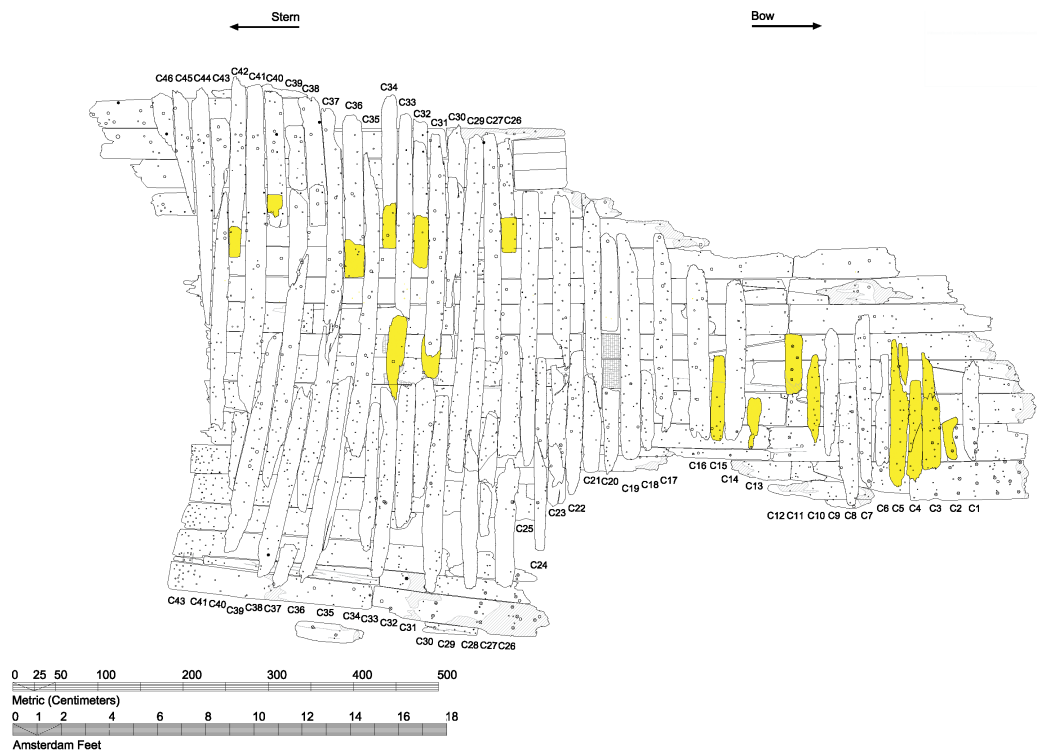 Stern
Bow
C46 C45 C44 C43 C42 C41 C40 C39 C38 C37 C36 C35 C34 C33 C32 C31 C30 C29 C27 C26
C25 C24 C23 C22 C21 C20 C19 C18 C17 C16 C15 C14 C13 C12 C11 C10 C9 C8 C7 C6 C5 C4 C3 C2 C1
C43 C41 C40 C39 C38 C37 C36 C35 C34 C33 C32 C31 C30 C29 C28 C27 C26
0 25 50 100 200 300 400 500
Metric (Centimeters)
0 1 2 4 6 8 10 12 14 16 18
Amsterdam Feet